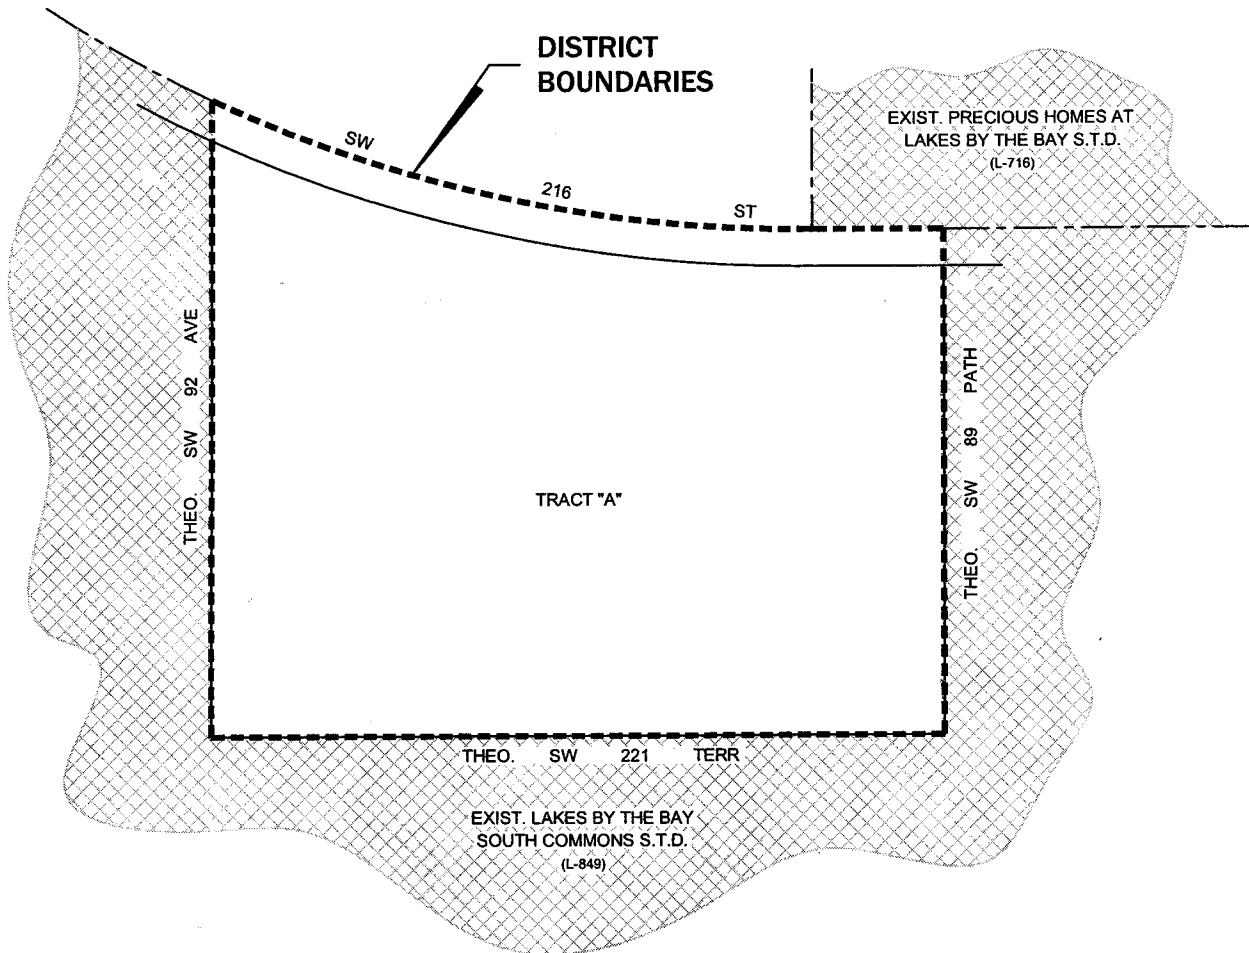 DISTRICT
BOUNDARIES
EXIST. PRECIOUS HOMES AT
LAKES BY THE BAY S.T.D.
(L-716)
SW 216 ST
THEO. SW 92 AVE
THEO. SW 89 PATH
TRACT "A"
THEO. SW 221 TERR
EXIST. LAKES BY THE BAY
SOUTH COMMONS S.T.D.
(L-849)